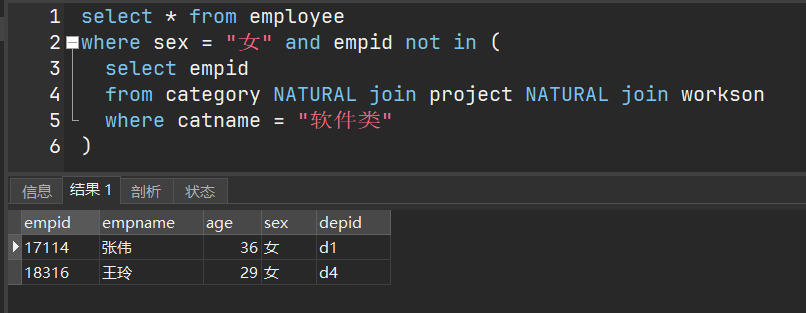 1 select * from employee
2 where sex = "女" and empid not in (
3 select empid
4 from category NATURAL join project NATURAL join workson
5 where catname = "软件类"
6 )
信息 结果 1 剖析 状态
empid empname age sex depid
17114 张伟 36 女 d1
18316 王玲 29 女 d4